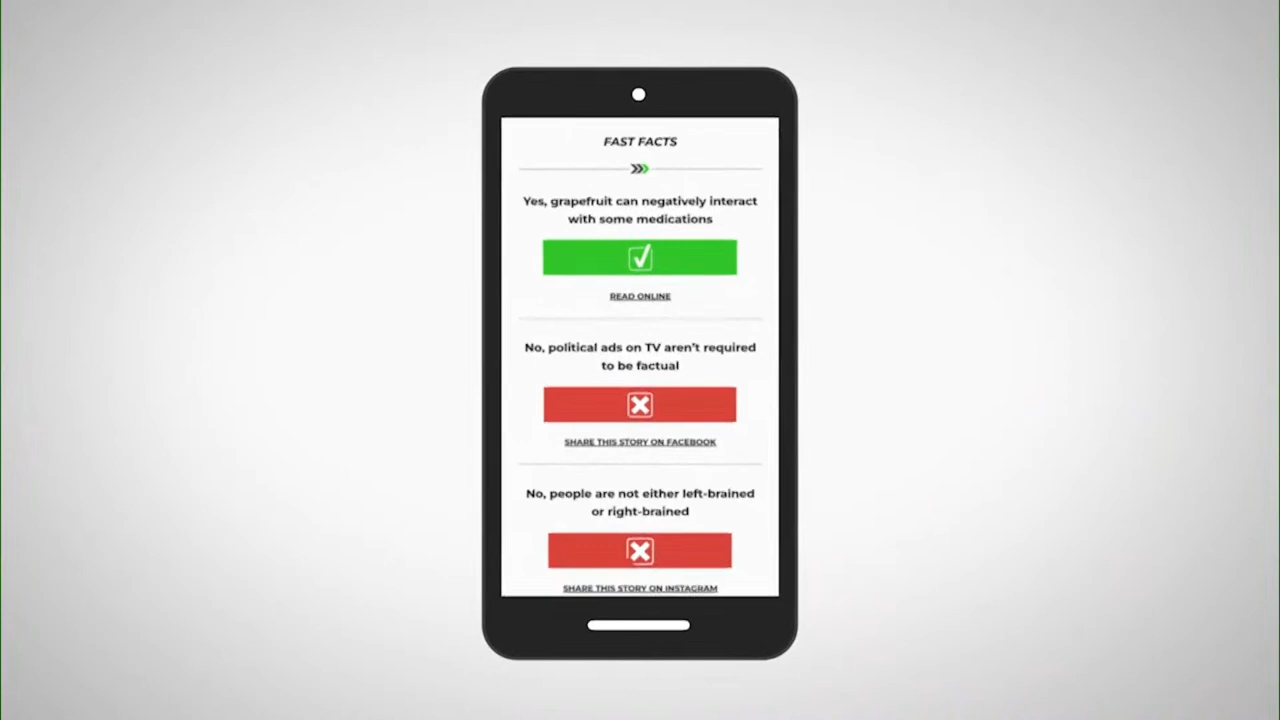 FAST FACTS
Yes, grapefruit can negatively interact
with some medications
READ ONLINE
No, political ads on TV aren't required
to be factual
SHARE THIS STORY ON FACEBOOK
No, people are not either left-brained
or right-brained
SHARE THIS STORY ON INSTAGRAM